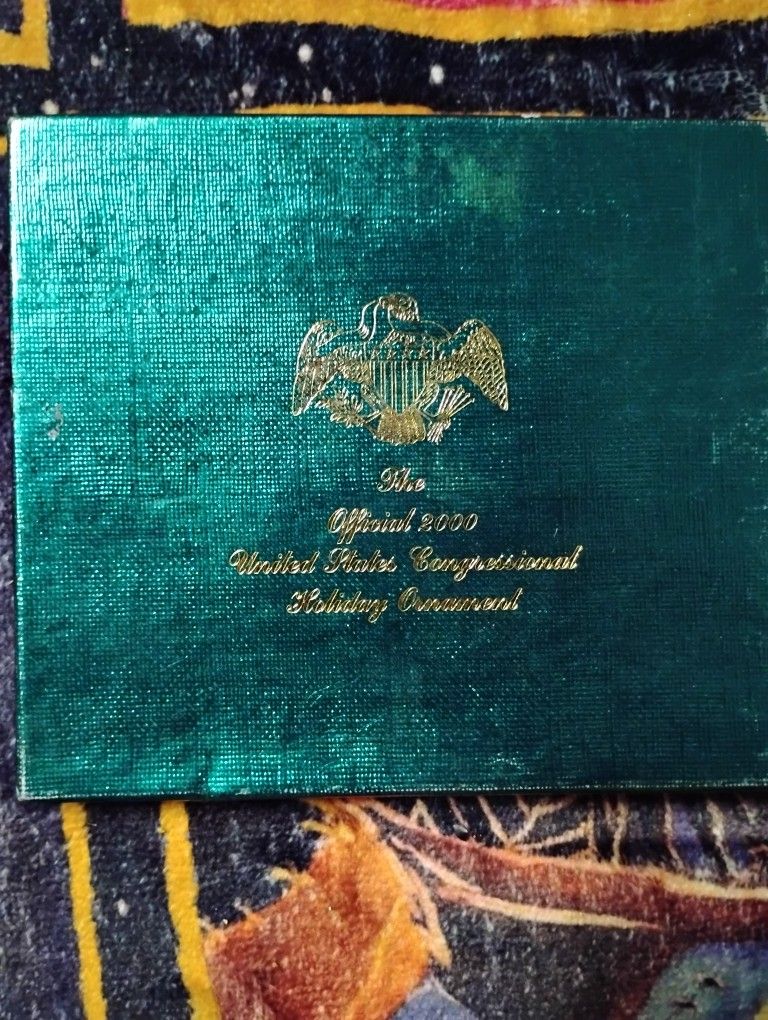 The
Official 2000
United States Congressional
Holiday Ornament